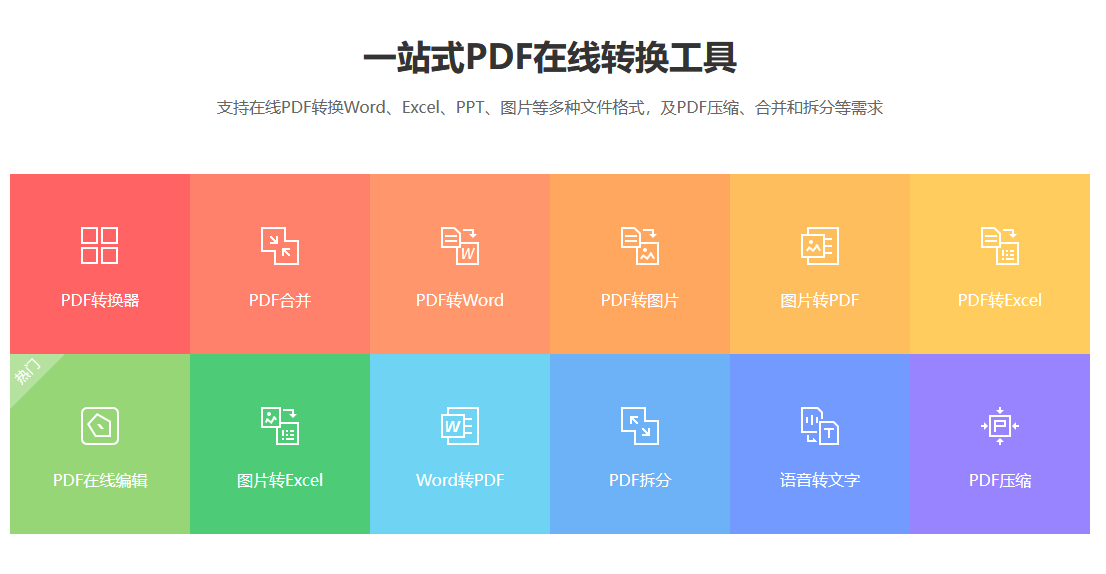 一站式PDF在线转换工具
支持在线PDF转换Word、Excel、PPT、图片等多种文件格式，及PDF压缩、合并和拆分等需求
PDF转换器
PDF合并
W
PDF转Word
PDF转图片
图片转PDF
PDF转Excel
热门
PDF在线编辑
图片转Excel
W
Word转PDF
PDF拆分
T
语音转文字
P
PDF压缩